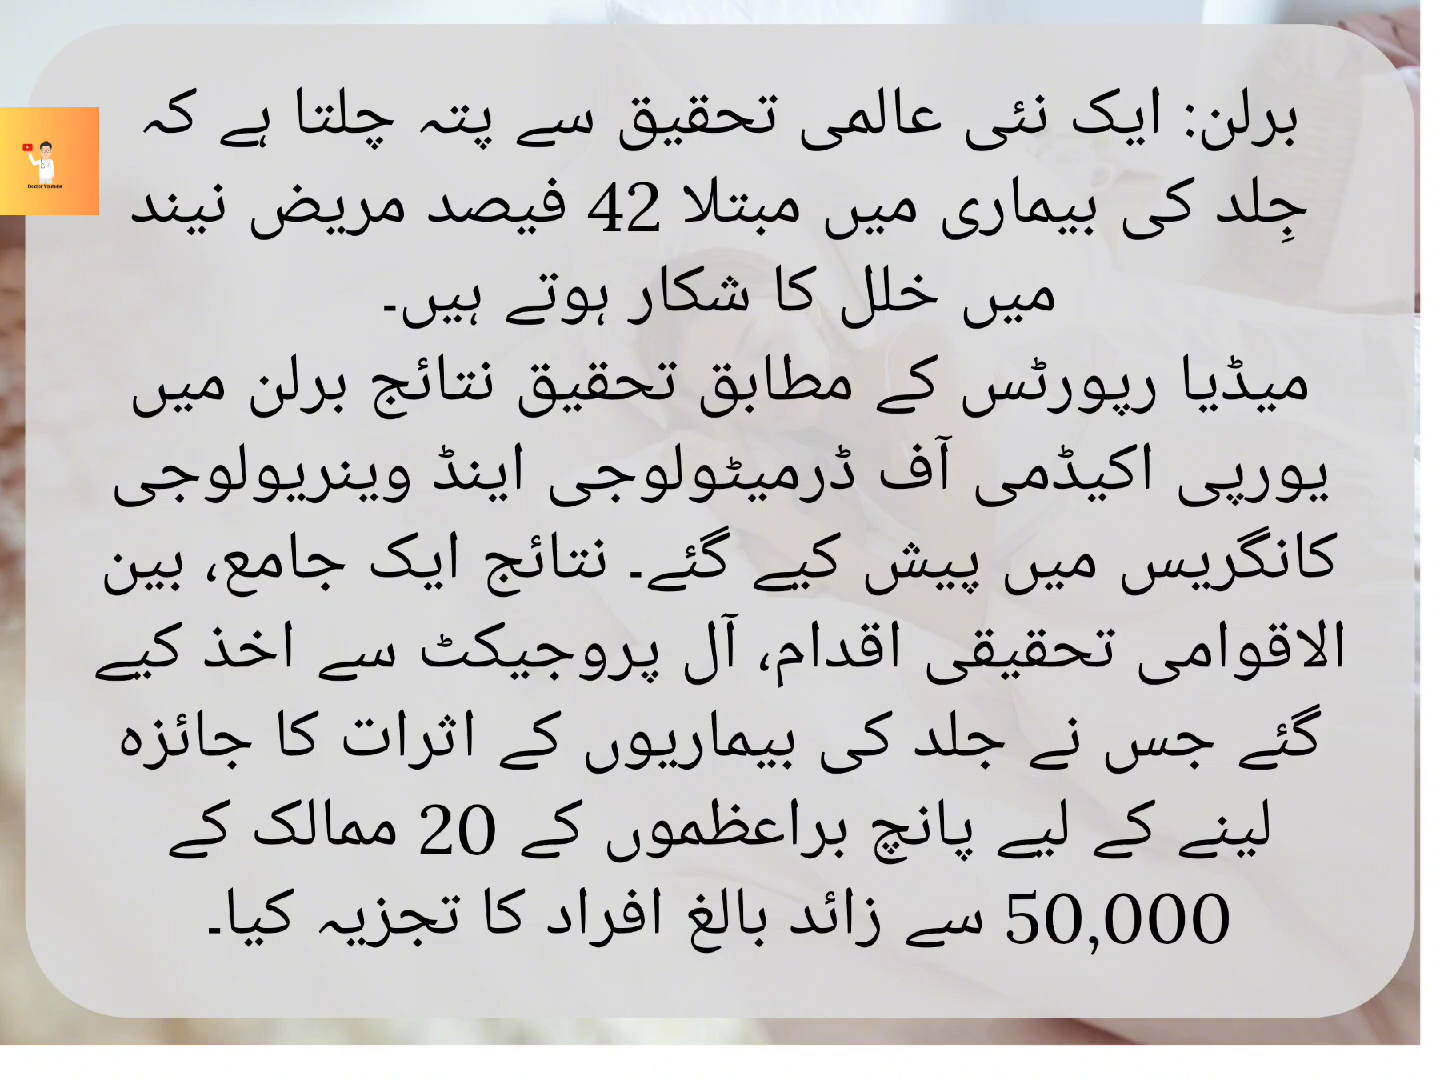 برلن: ایک نئی عالمی تحقیق سے پتہ چلتا ہے کہ
جِلد کی بیماری میں مبتلا 42 فیصد مریض نیند
میں خلل کا شکار ہوتے ہیں۔
میڈیا رپورٹس کے مطابق تحقیق نتائج برلن میں
یورپی اکیڈمی آف ڈرمیٹولوجی اینڈ وینریولوجی
کانگریس میں پیش کیے گئے۔ نتائج ایک جامع، بین
الاقوامی تحقیقی اقدام، آل پروجیکٹ سے اخذ کیے
گئے جس نے جلد کی بیماریوں کے اثرات کا جائزہ
لینے کے لیے پانچ براعظموں کے 20 ممالک کے
50,000 سے زائد بالغ افراد کا تجزیہ کیا۔
Doctor Youtube